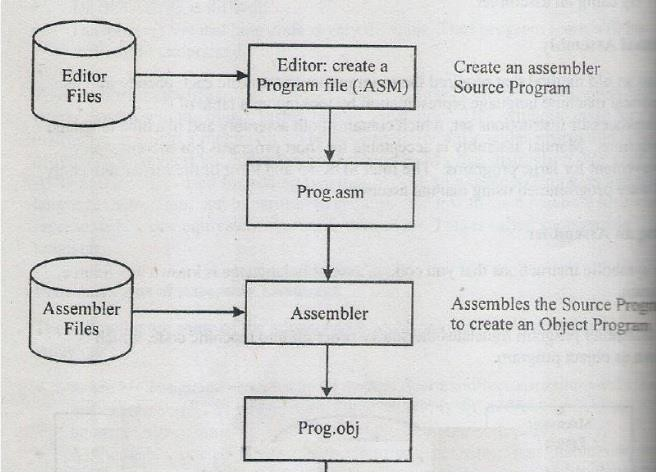 Editor
Files
Editor: create a
Program file (.ASM)
Create an assembler
Source Program
Prog.asm
Assembler
Files
Assembler
Assembles the Source
to create an Object Program
Prog.obj